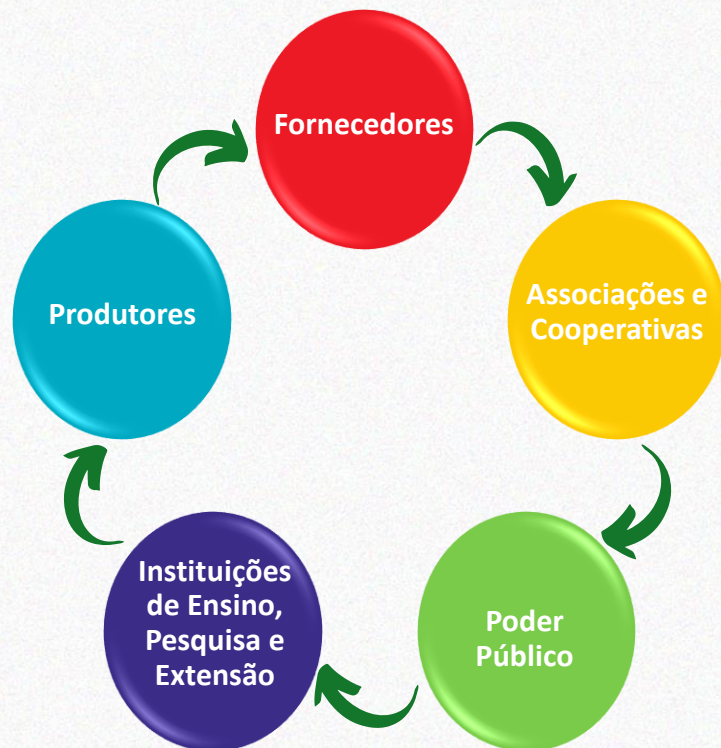 Fornecedores
Associações e
Cooperativas
Poder
Público
Instituições
de Ensino,
Pesquisa e
Extensão
Produtores